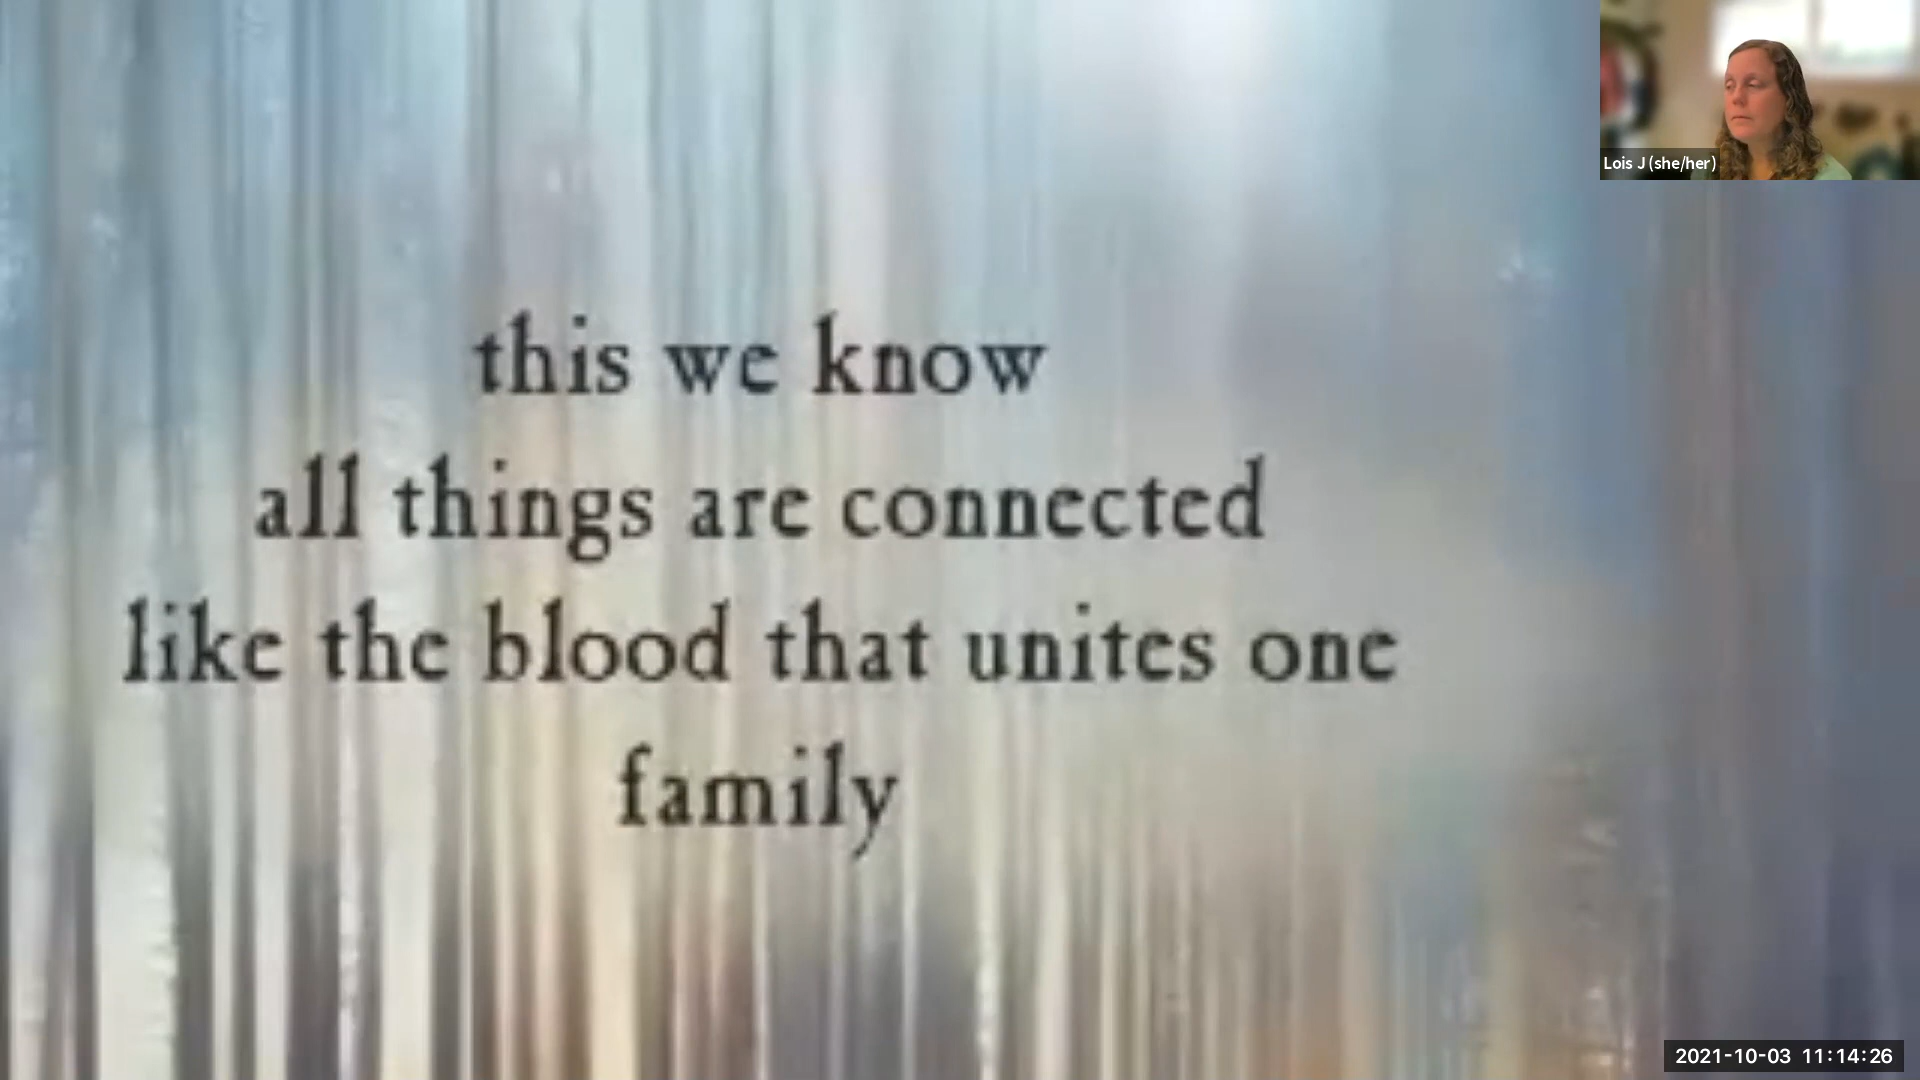 Lois J (she/her)
this we know
all things are connected
like the blood that unites one
family
2021-10-03 11:14:26